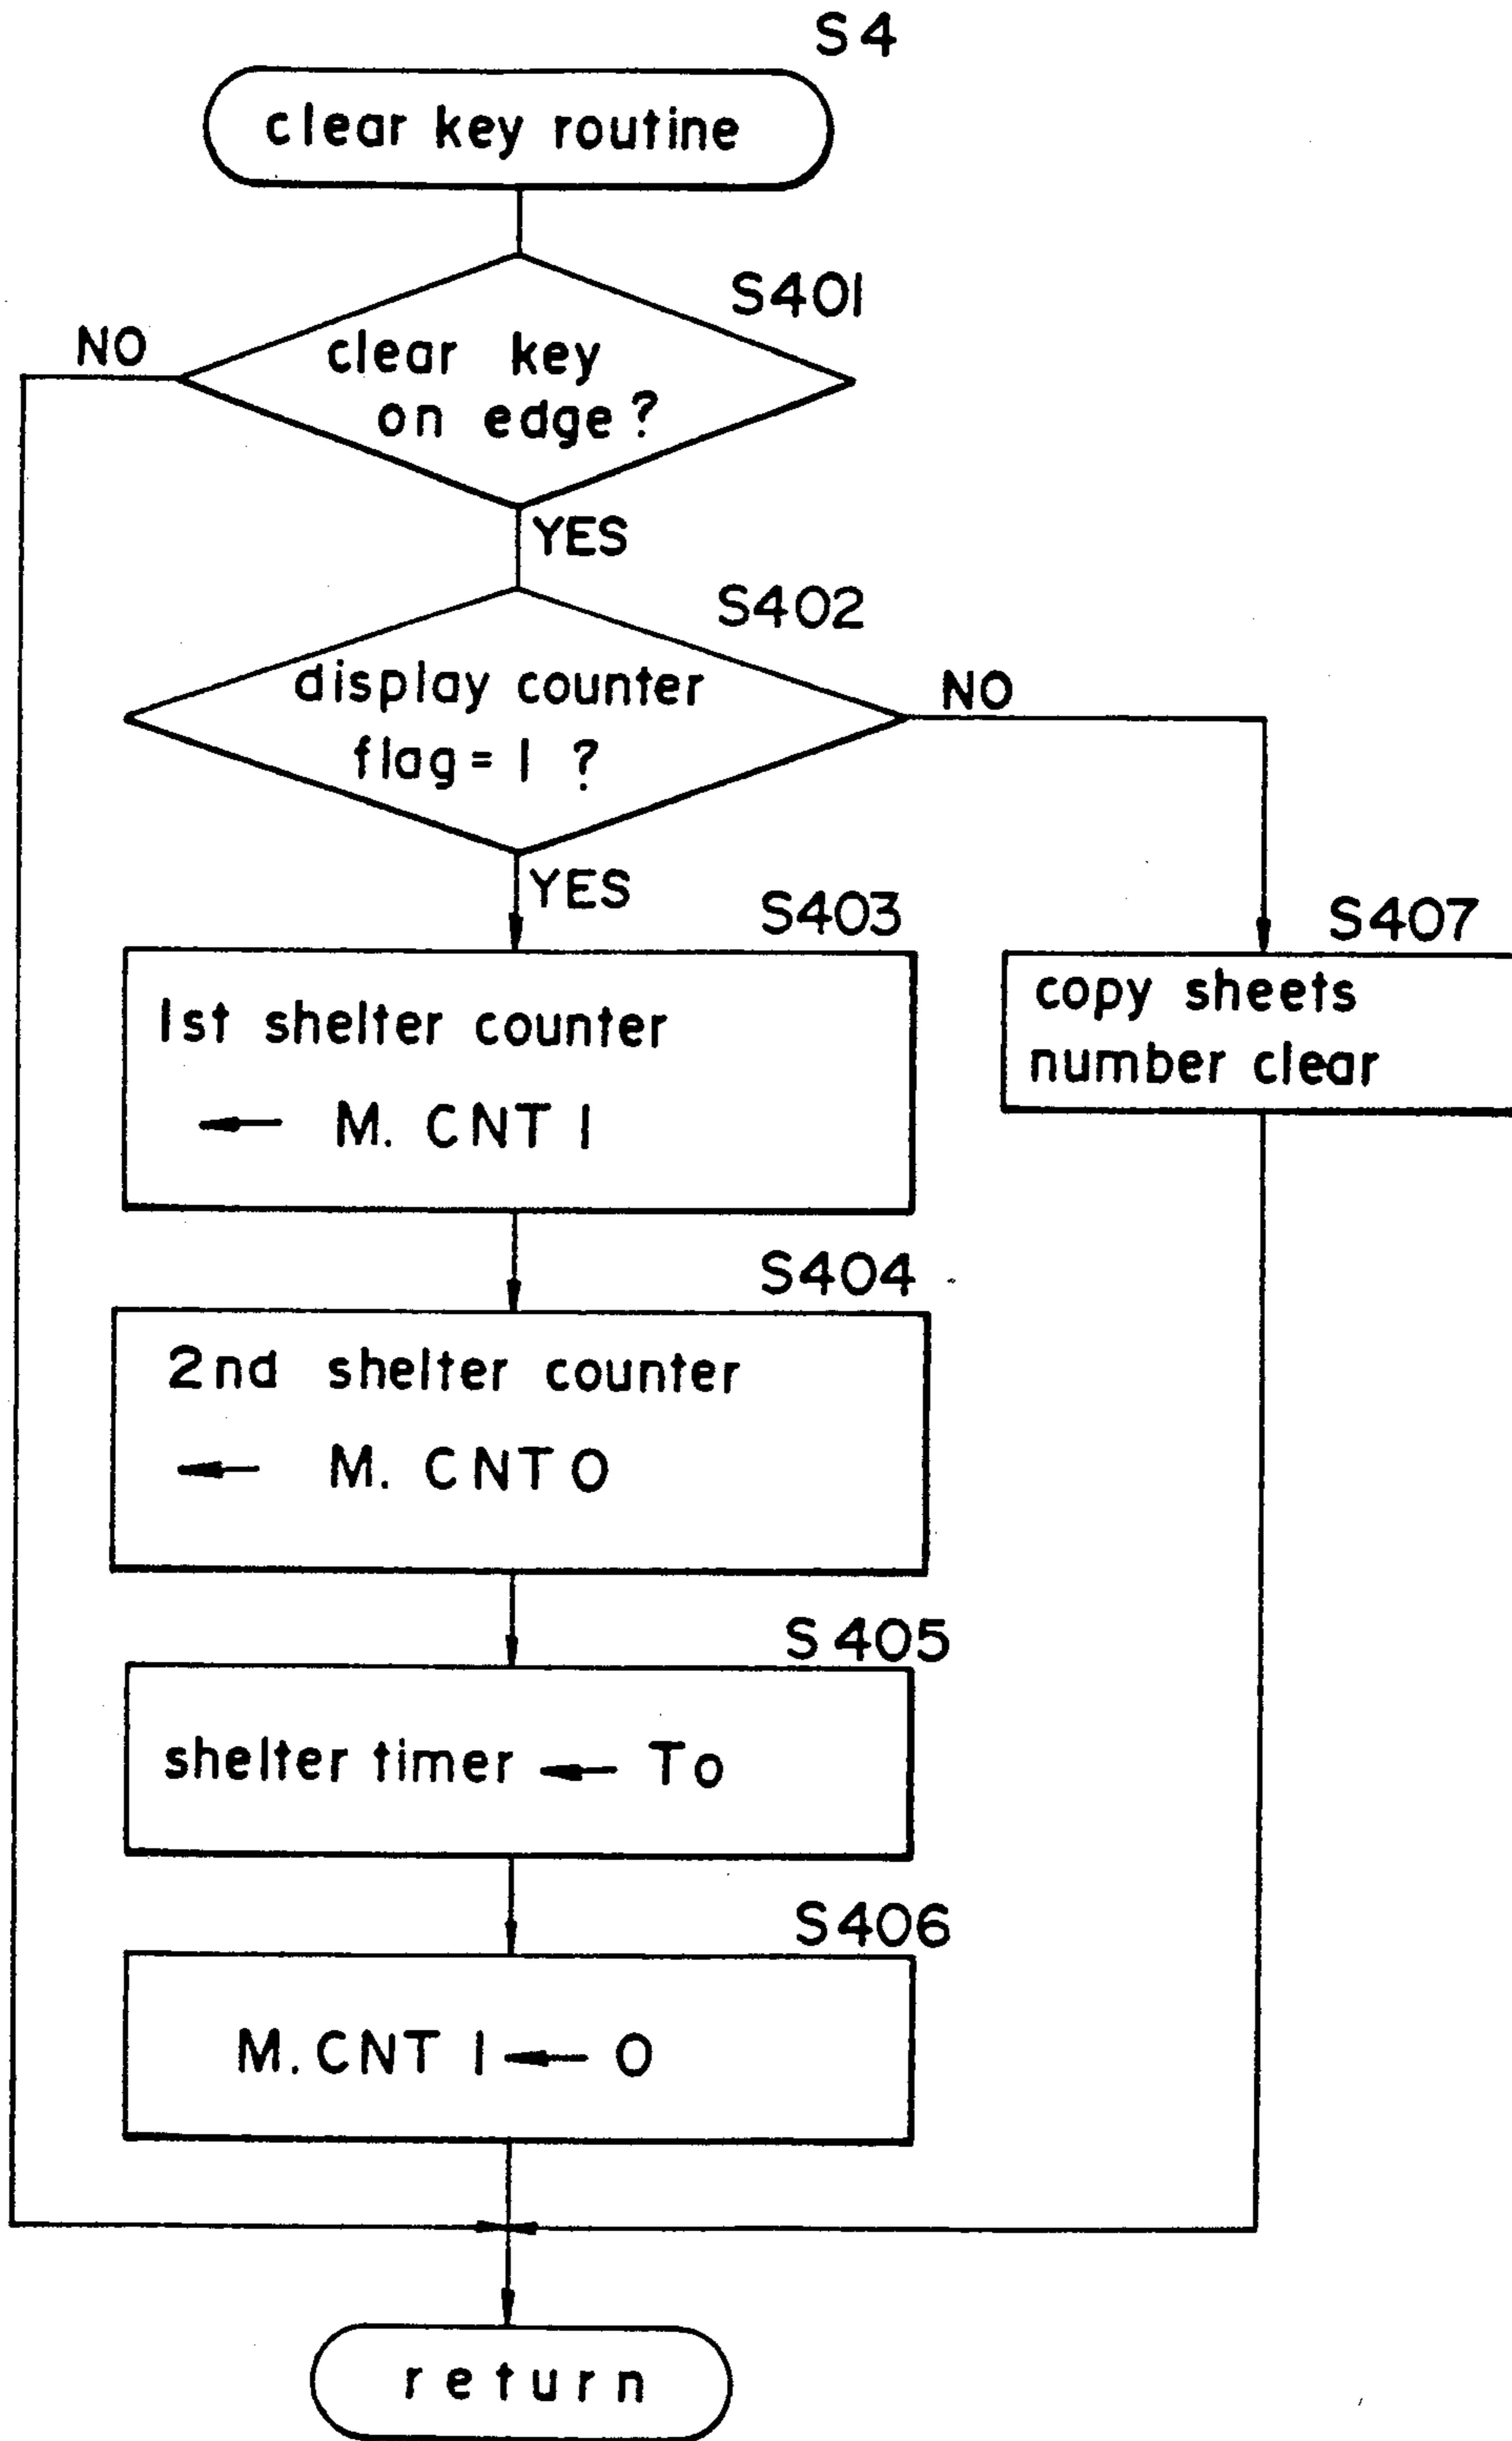 S4
clear key routine
S401
NO
clear key
on edge ?
YES
S402
display counter
flag = 1 ?
NO
YES
S403
1st shelter counter
← M. CNT 1
S407
copy sheets
number clear
S404
2nd shelter counter
← M. CNT 0
S405
shelter timer ← To
S406
M.CNT 1 ← 0
return